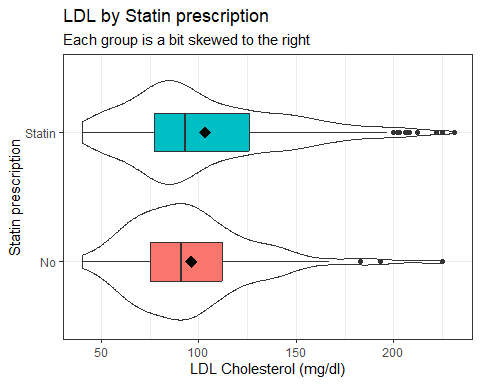 LDL by Statin prescription
Each group is a bit skewed to the right
Statin prescription
Statin
No
50 100 150 200
LDL Cholesterol (mg/dl)